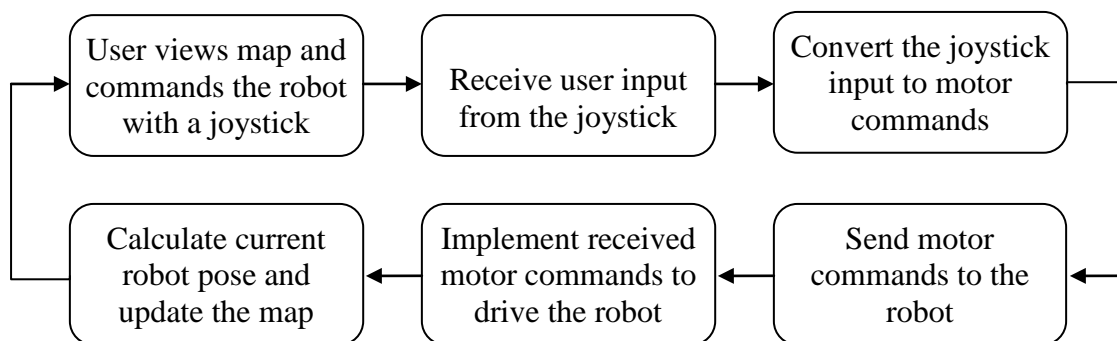 User views map and
commands the robot
with a joystick
Receive user input
from the joystick
Convert the joystick
input to motor
commands
Send motor
commands to the
robot
Implement received
motor commands to
drive the robot
Calculate current
robot pose and
update the map